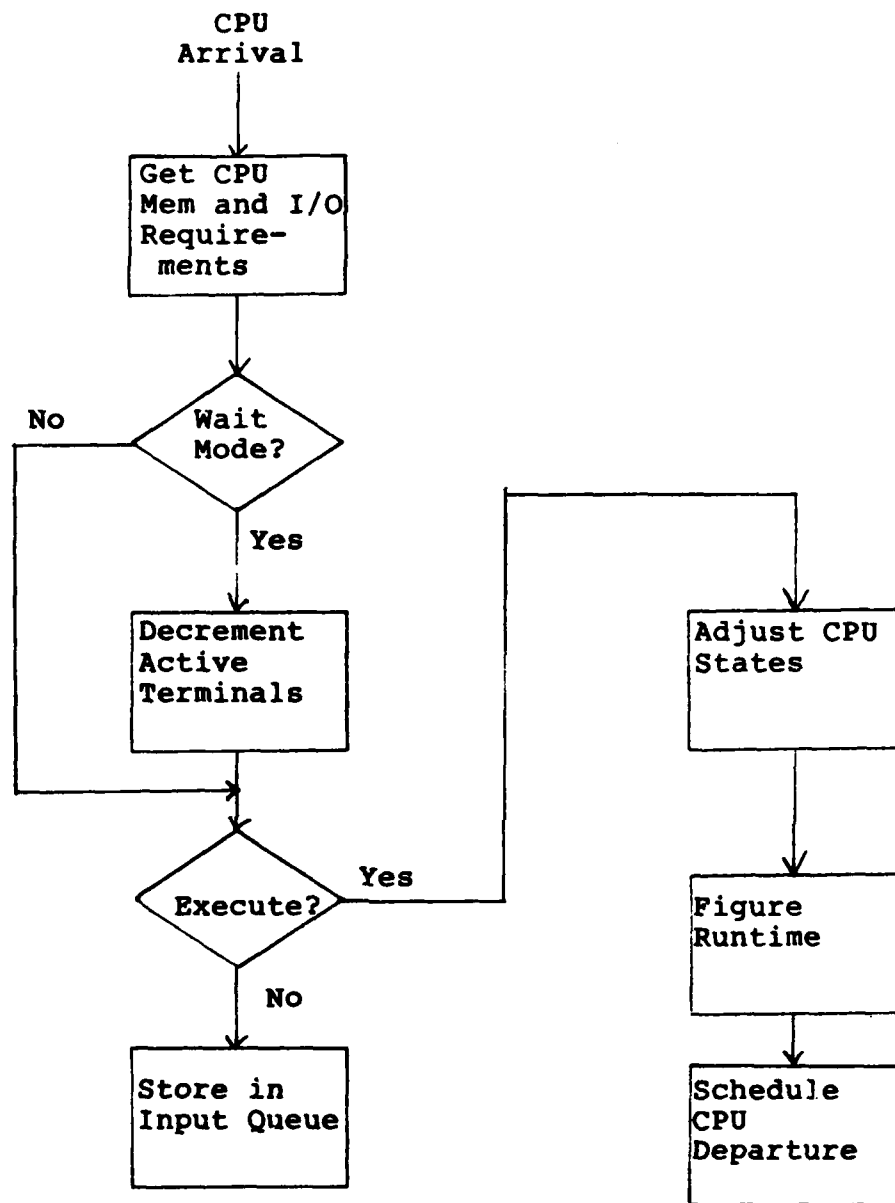 CPU
Arrival
Get CPU
Mem and I/O
Require-
ments
Wait
Mode?
No
Yes
Decrement
Active
Terminals
Execute?
Yes
No
Store in
Input Queue
Adjust CPU
States
Figure
Runtime
Schedule
CPU
Departure